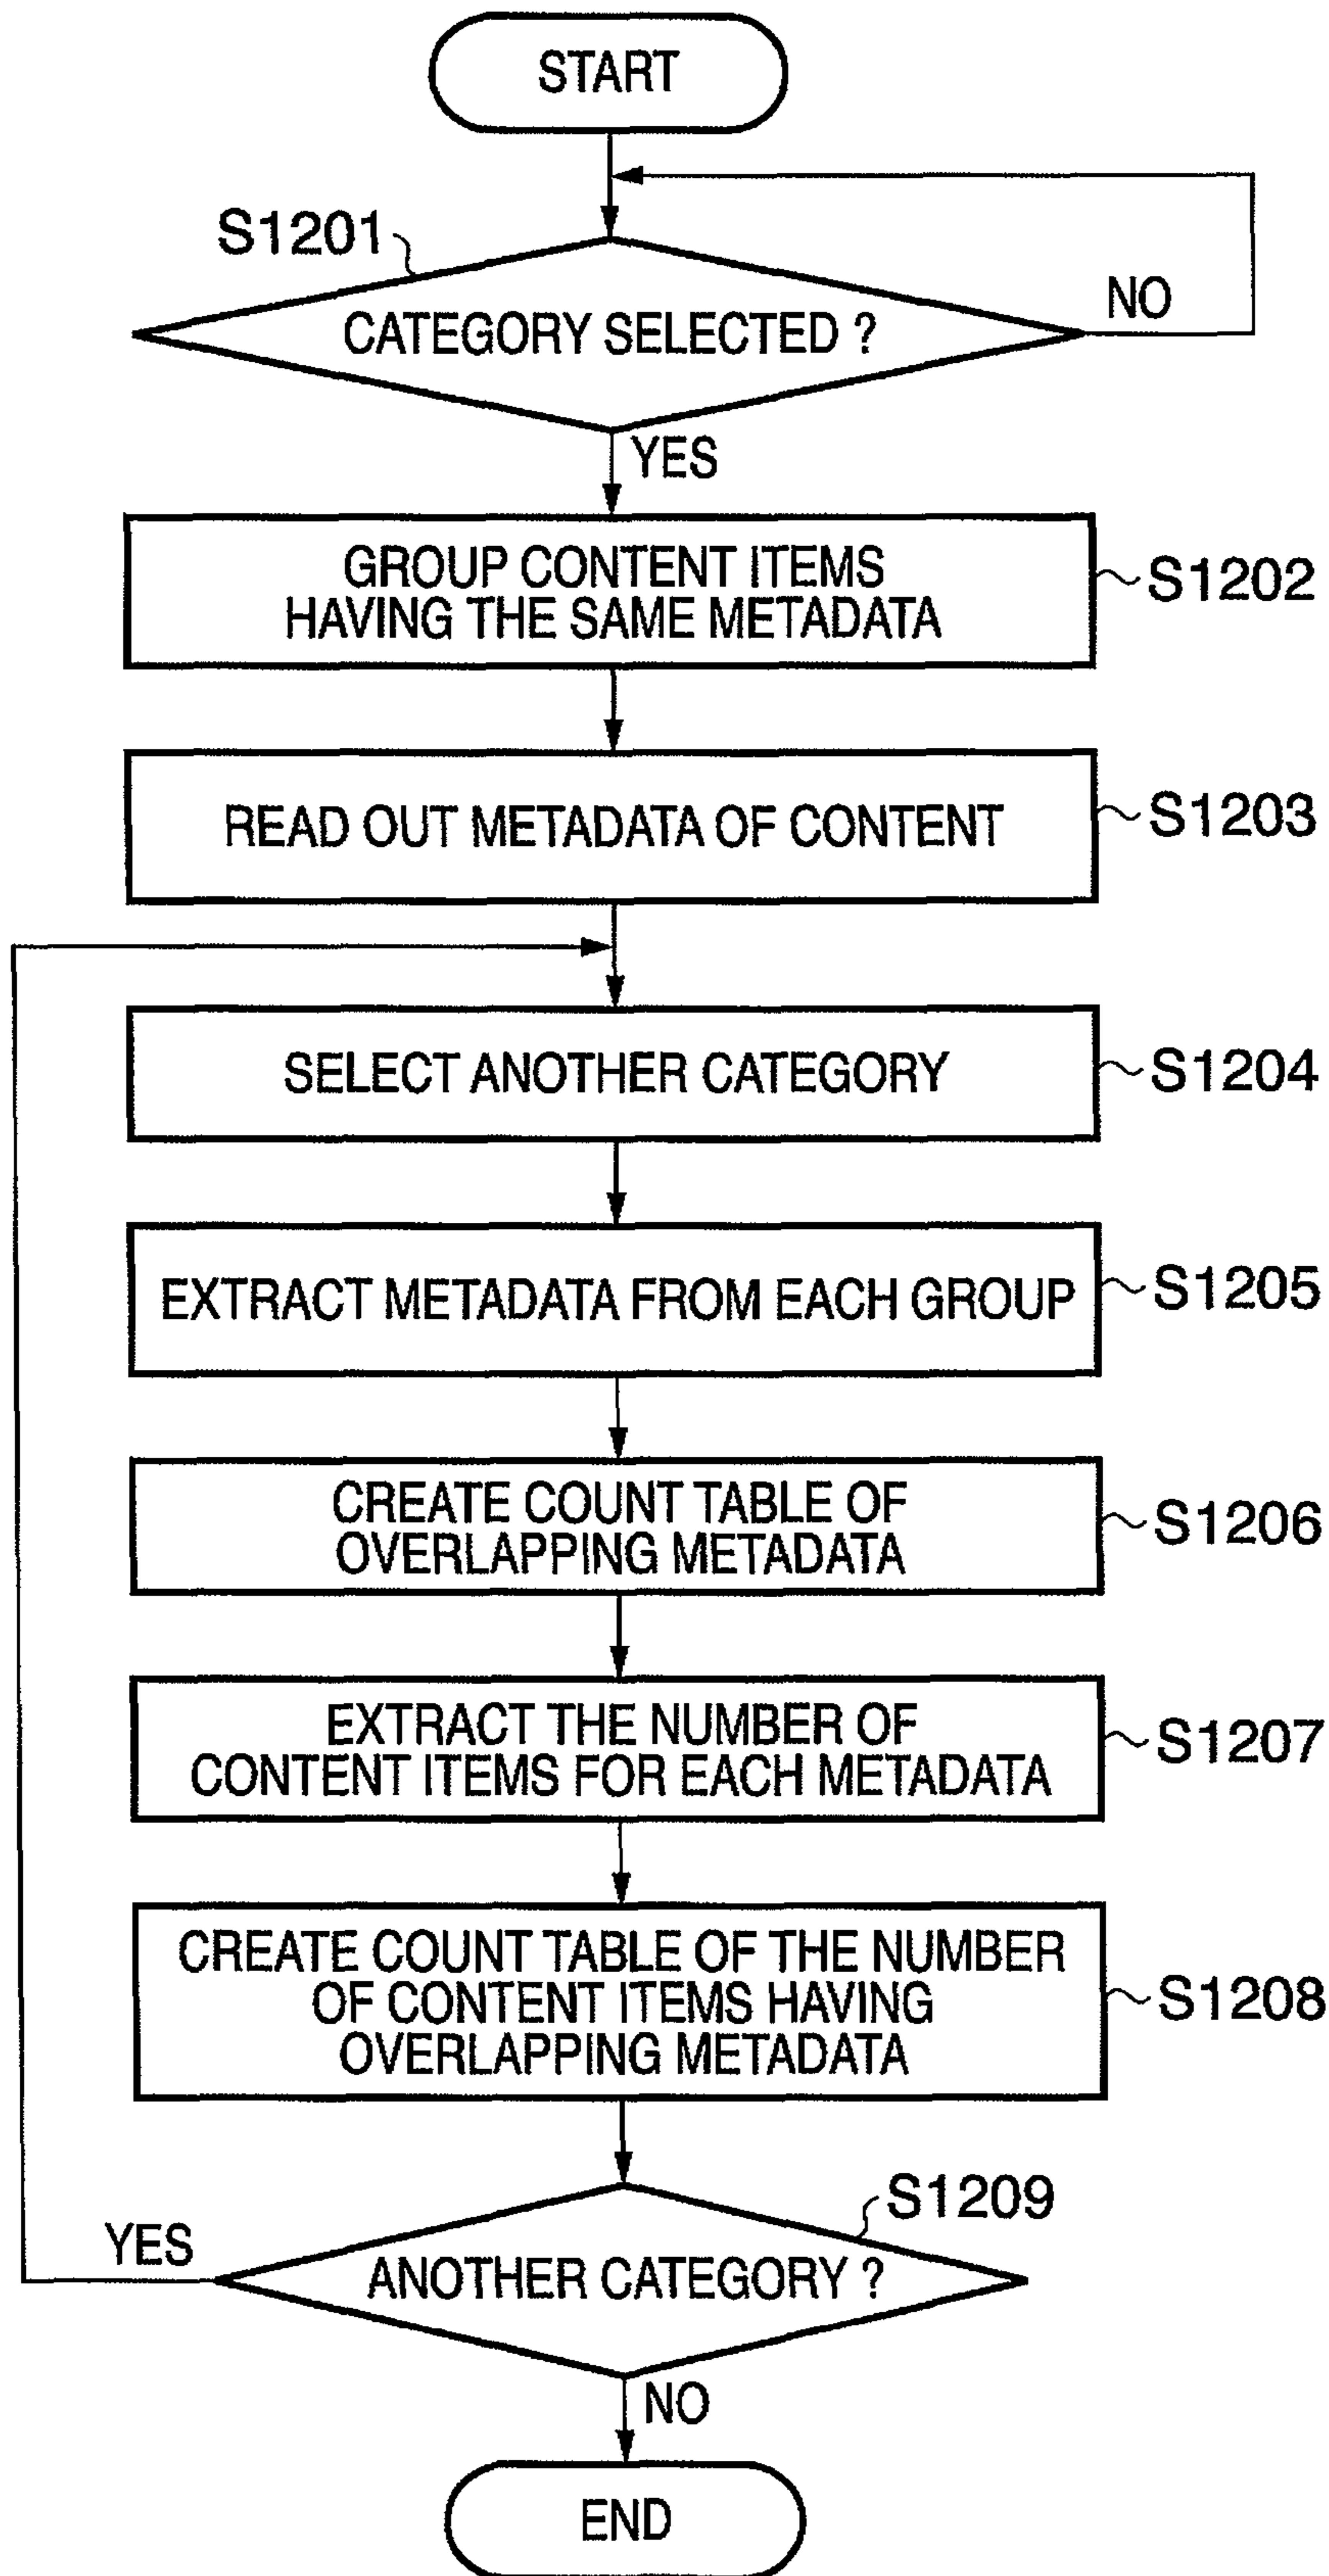 START
S1201
CATEGORY SELECTED ?
NO
YES
GROUP CONTENT ITEMS
HAVING THE SAME METADATA
S1202
READ OUT METADATA OF CONTENT
S1203
SELECT ANOTHER CATEGORY
S1204
EXTRACT METADATA FROM EACH GROUP
S1205
CREATE COUNT TABLE OF
OVERLAPPING METADATA
S1206
EXTRACT THE NUMBER OF
CONTENT ITEMS FOR EACH METADATA
S1207
CREATE COUNT TABLE OF THE NUMBER
OF CONTENT ITEMS HAVING
OVERLAPPING METADATA
S1208
S1209
YES
ANOTHER CATEGORY ?
NO
END